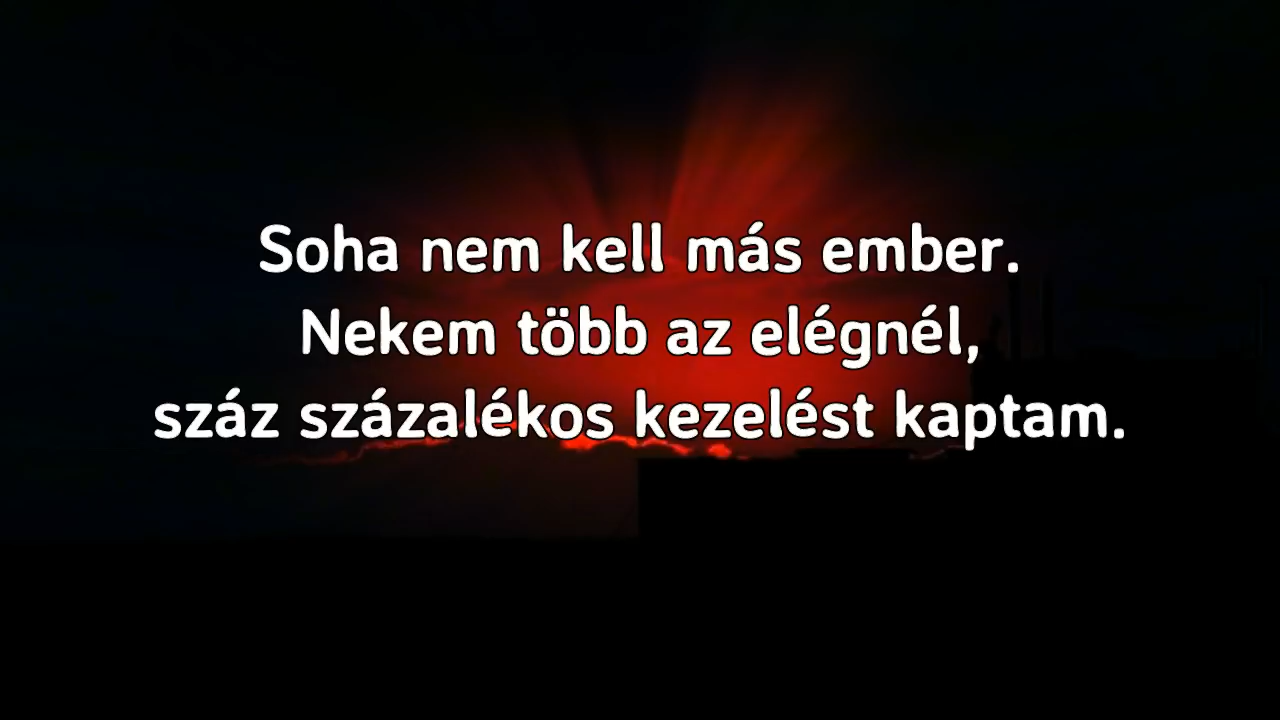 Soha nem kell más ember.
Nekem több az elégnél,
száz százalékos kezelést kaptam.